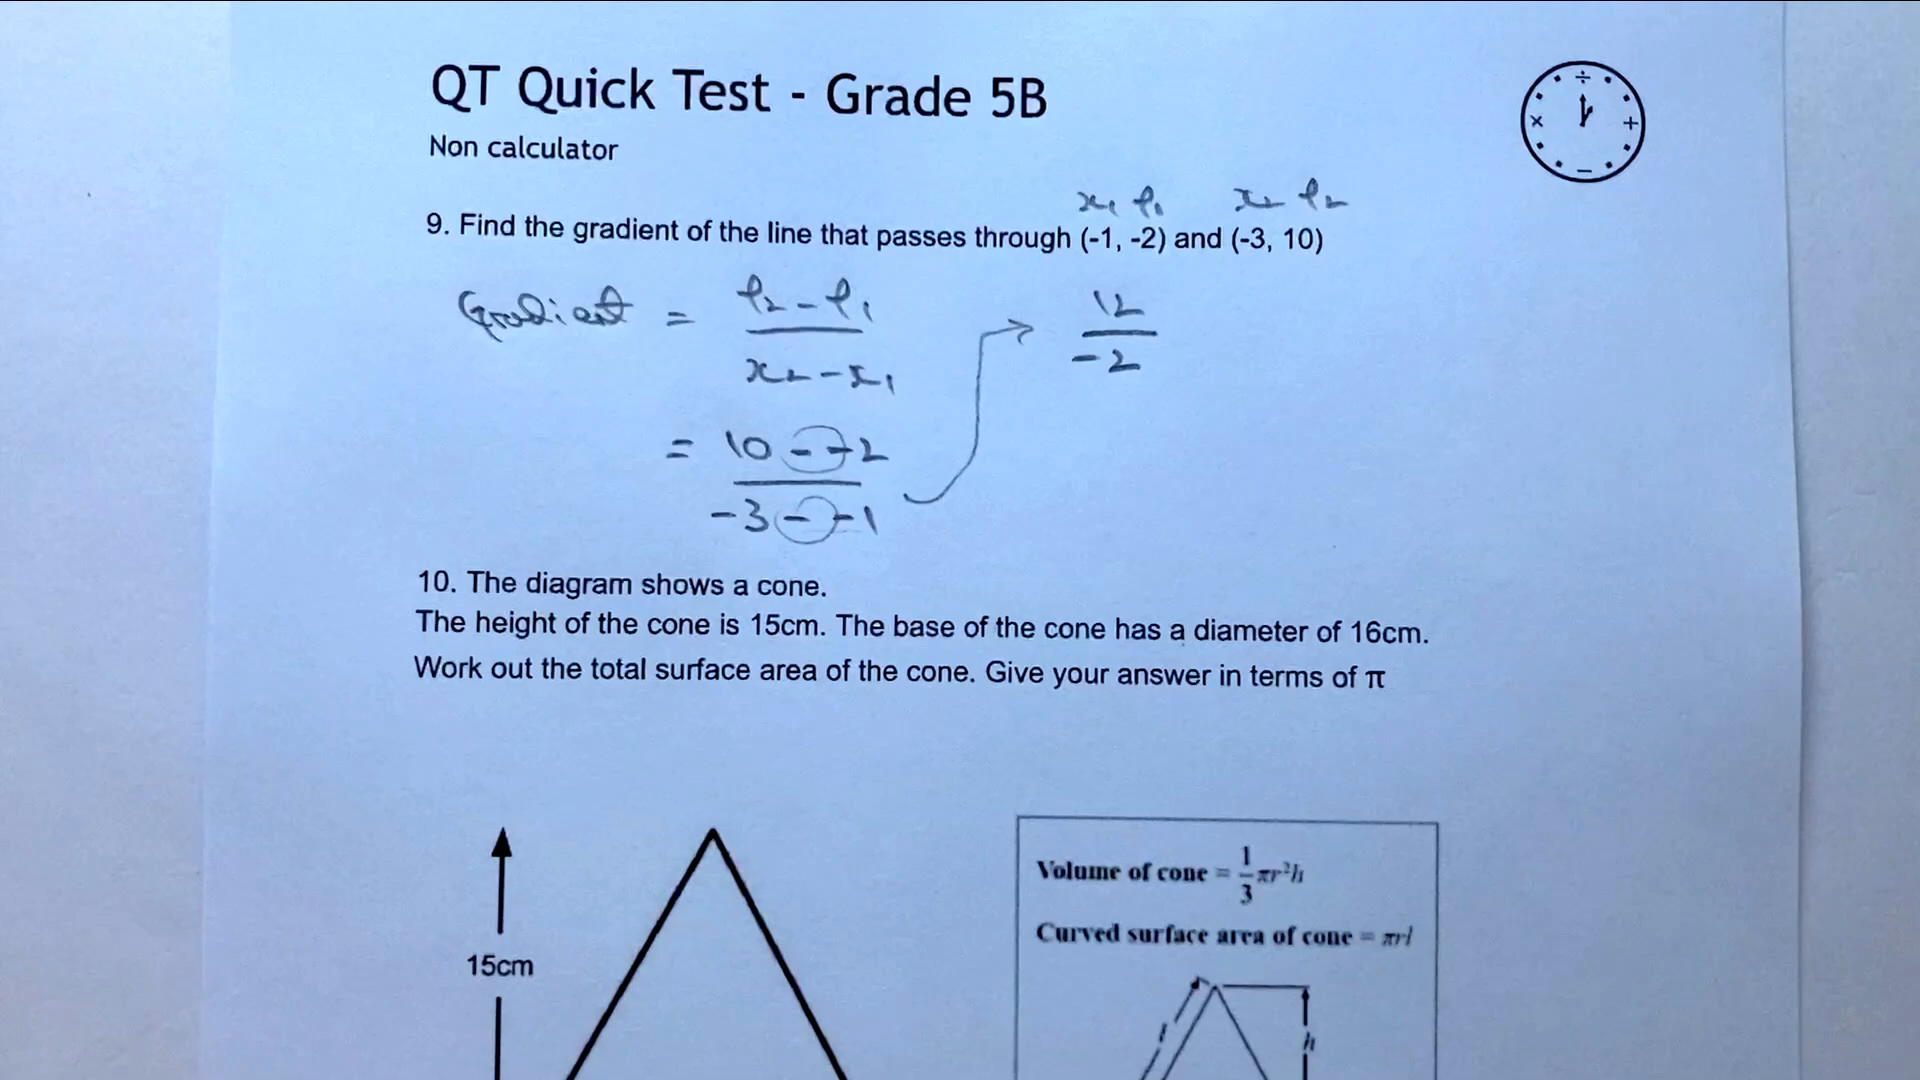 QT Quick Test - Grade 5B
Non calculator
÷
× +
−
x₁ y₁ x₂ y₂
9. Find the gradient of the line that passes through (-1, -2) and (-3, 10)
Gradient = y₂ - y₁ / x₂ - x₁
= 10 - -2 / -3 - -1
12 / -2
10. The diagram shows a cone.
The height of the cone is 15cm. The base of the cone has a diameter of 16cm.
Work out the total surface area of the cone. Give your answer in terms of π
15cm
Volume of cone = 1/3 πr²h
Curved surface area of cone = πrl
l
h